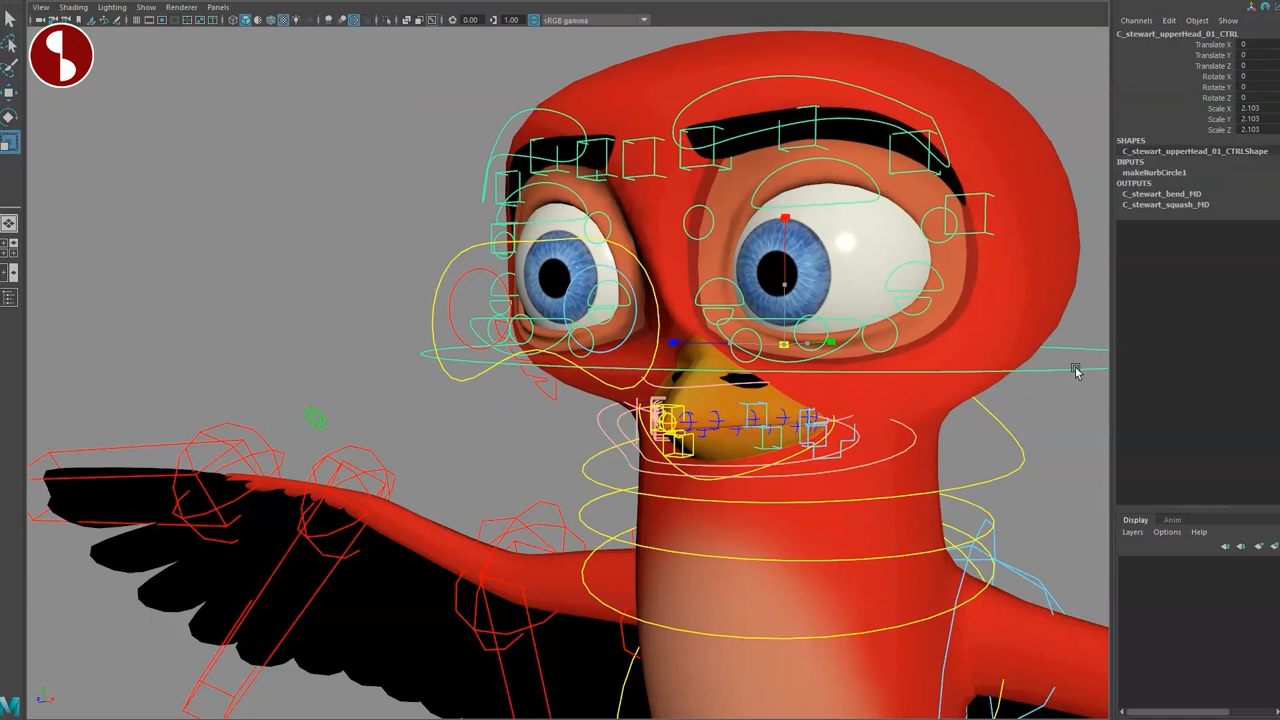 View Shading Lighting Show Renderer Panels
0.00 1.00 sRGB gamma
Channels Edit Object Show
C_stewart_upperHead_01_CTRL
Translate X 0
Translate Y 0
Translate Z 0
Rotate X 0
Rotate Y 0
Rotate Z 0
Scale X 2.103
Scale Y 2.103
Scale Z 2.103
SHAPES
C_stewart_upperHead_01_CTRLShape
INPUTS
makeNurbCircle1
OUTPUTS
C_stewart_bend_MD
C_stewart_squash_MD
Display Anim
Layers Options Help